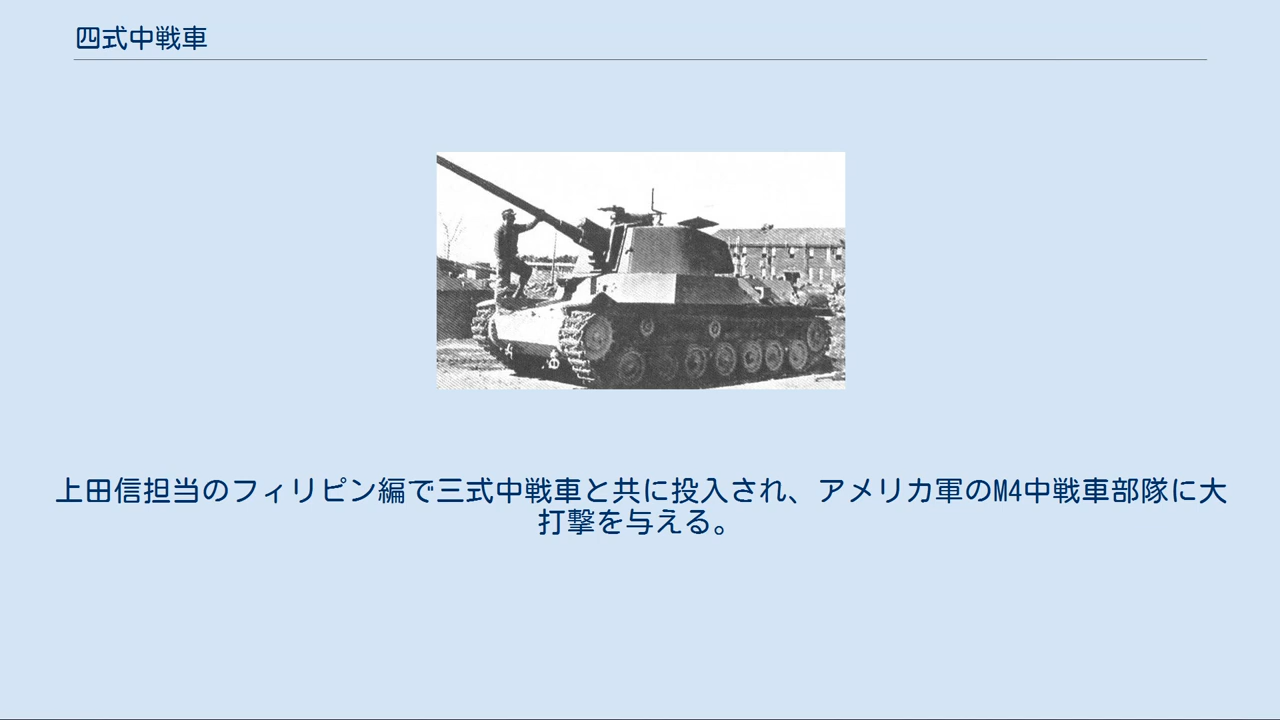 四式中戦車
上田信担当のフィリピン編で三式中戦車と共に投入され、アメリカ軍のM4中戦車部隊に大
打撃を与える。